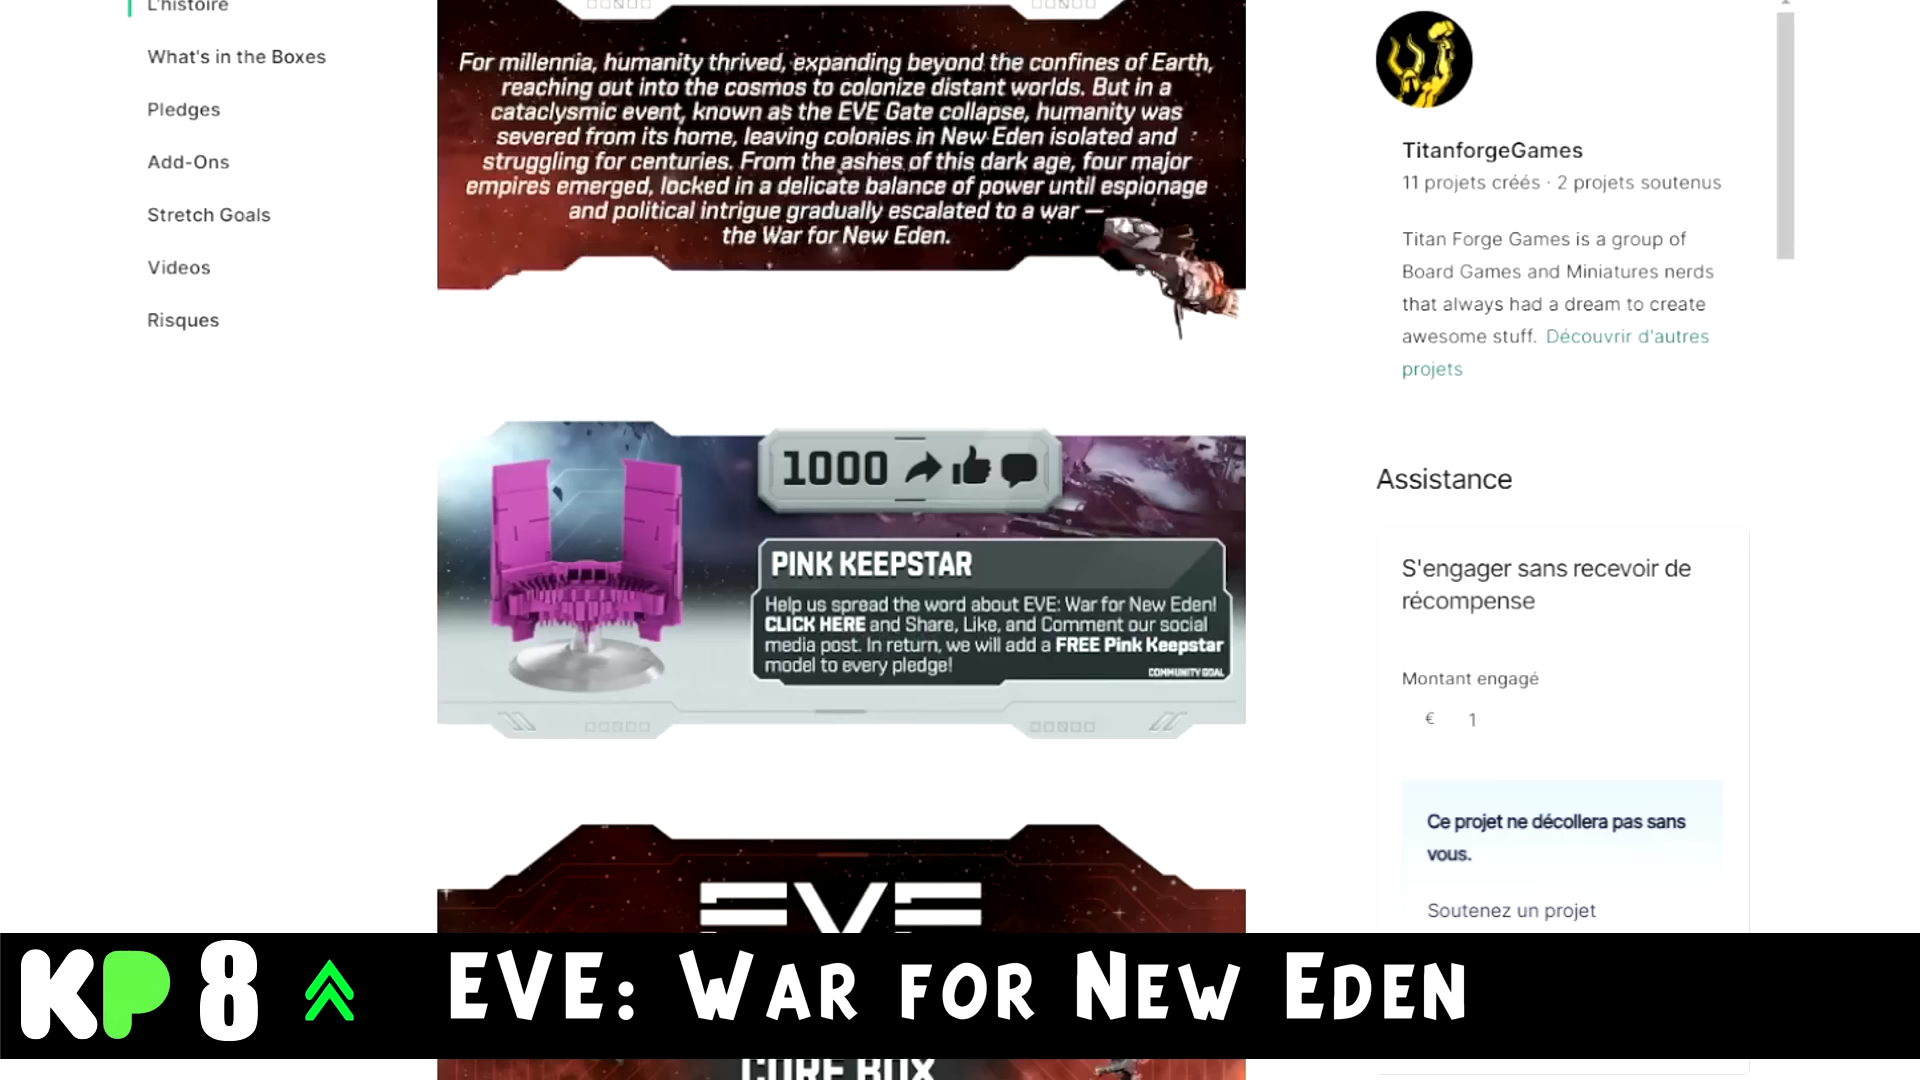 L'histoire
What's in the Boxes
Pledges
Add-Ons
Stretch Goals
Videos
Risques
For millennia, humanity thrived, expanding beyond the confines of Earth,
reaching out into the cosmos to colonize distant worlds. But in a
cataclysmic event, known as the EVE Gate collapse, humanity was
severed from its home, leaving colonies in New Eden isolated and
struggling for centuries. From the ashes of this dark age, four major
empires emerged, locked in a delicate balance of power until espionage
and political intrigue gradually escalated to a war —
the War for New Eden.
1000
PINK KEEPSTAR
Help us spread the word about EVE: War for New Eden!
CLICK HERE and Share, Like, and Comment our social
media post. In return, we will add a FREE Pink Keepstar
model to every pledge!
COMMUNITY GOAL
EVE
CORE BOX
TitanforgeGames
11 projets créés · 2 projets soutenus
Titan Forge Games is a group of
Board Games and Miniatures nerds
that always had a dream to create
awesome stuff. Découvrir d'autres
projets
Assistance
S'engager sans recevoir de
récompense
Montant engagé
€ 1
Ce projet ne décollera pas sans
vous.
Soutenez un projet
KP 8 EVE: War for New Eden